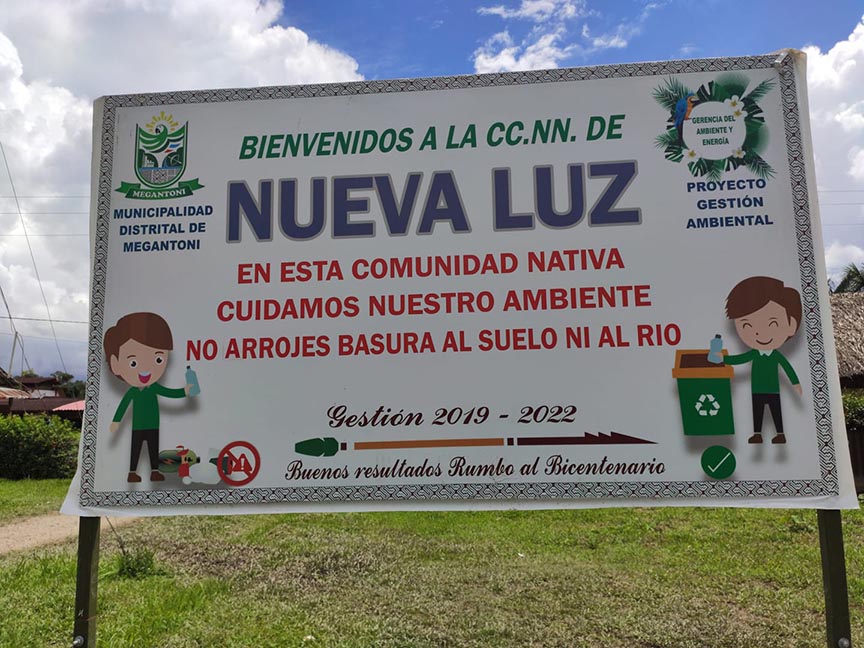 BIENVENIDOS A LA CC.NN. DE
NUEVA LUZ
MEGANTONI
MUNICIPALIDAD
DISTRITAL DE
MEGANTONI
GERENCIA DEL
AMBIENTE Y
ENERGÍA
PROYECTO
GESTIÓN
AMBIENTAL
EN ESTA COMUNIDAD NATIVA
CUIDAMOS NUESTRO AMBIENTE
NO ARROJES BASURA AL SUELO NI AL RIO
Gestión 2019 - 2022
Buenos resultados Rumbo al Bicentenario